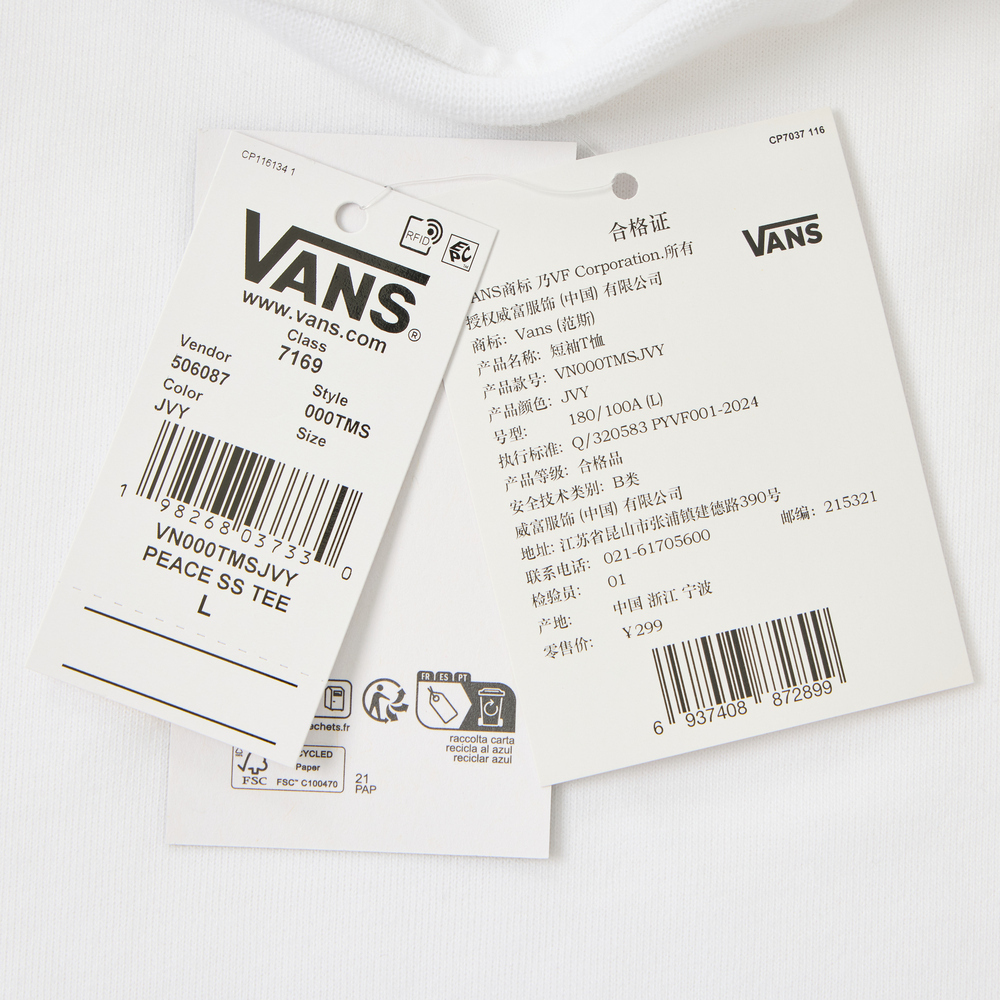 CP116134 1
RFID
EPC
VANS®
www.vans.com
Class
7169
Vendor
506087
Style
000TMS
Color
JVY
Size
1 98268 03733 0
VN000TMSJVY
PEACE SS TEE
L
CP7037 116
合格证
VANS
ANS商标 乃VF Corporation.所有
授权威富服饰 (中国) 有限公司
商标: Vans (范斯)
产品名称: 短袖T恤
产品款号: VN000TMSJVY
产品颜色: JVY
号型: 180/100A (L)
执行标准: Q/320583 PYVF001-2024
产品等级: 合格品
安全技术类别: B类
威富服饰 (中国) 有限公司
地址: 江苏省昆山市张浦镇建德路390号 邮编: 215321
联系电话: 021-61705600
检验员: 01
产地: 中国 浙江 宁波
零售价: ¥299
6 937408 872899
FR ES PT
echets.fr
raccolta carta
recicla al azul
reciclar azul
YCLED
Paper
FSC™ C100470
FSC
21
PAP